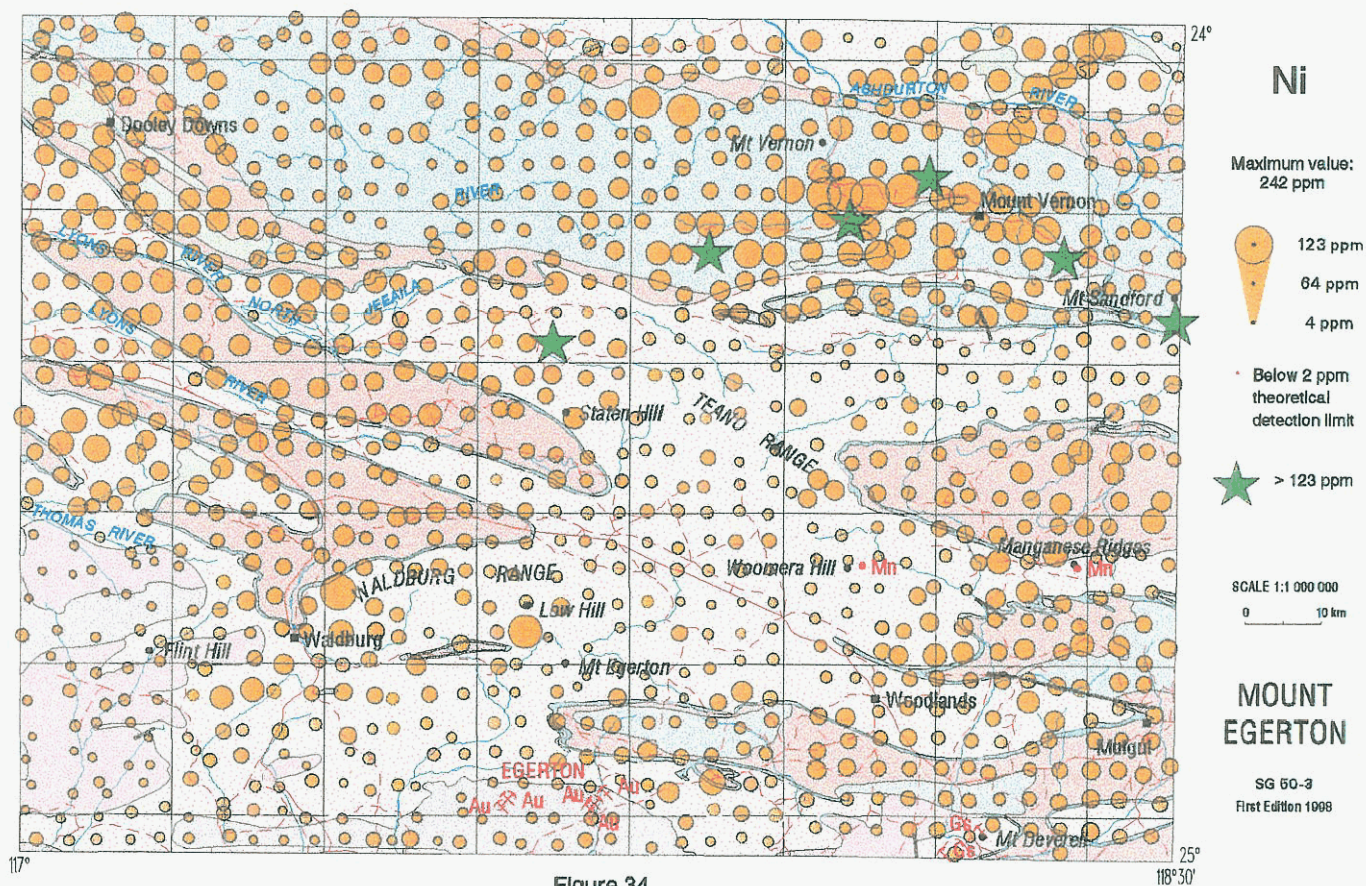 24°
ASHBURTON
RIVER
Dooley Downs
Mt Vernon
RIVER
Mount Vernon
LYONS
RIVER
NORTH
JEEAILA
Mt Sandford
LYONS
RIVER
Staten Hill
TEANO
RANGE
THOMAS RIVER
Manganese Ridges
Woomera Hill
Mn
Mn
WALDBURG
RANGE
Law Hill
Waldburg
Flint Hill
Mt Egerton
Woodlands
Mulgul
EGERTON
Au
Au
Au
Au
Ag
Gs
Gs
Mt Deverell
117°
25°
118°30'
Figure 34
Ni
Maximum value:
242 ppm
123 ppm
64 ppm
4 ppm
Below 2 ppm
theoretical
detection limit
> 123 ppm
SCALE 1:1 000 000
0 10 km
MOUNT
EGERTON
SG 50-3
First Edition 1998